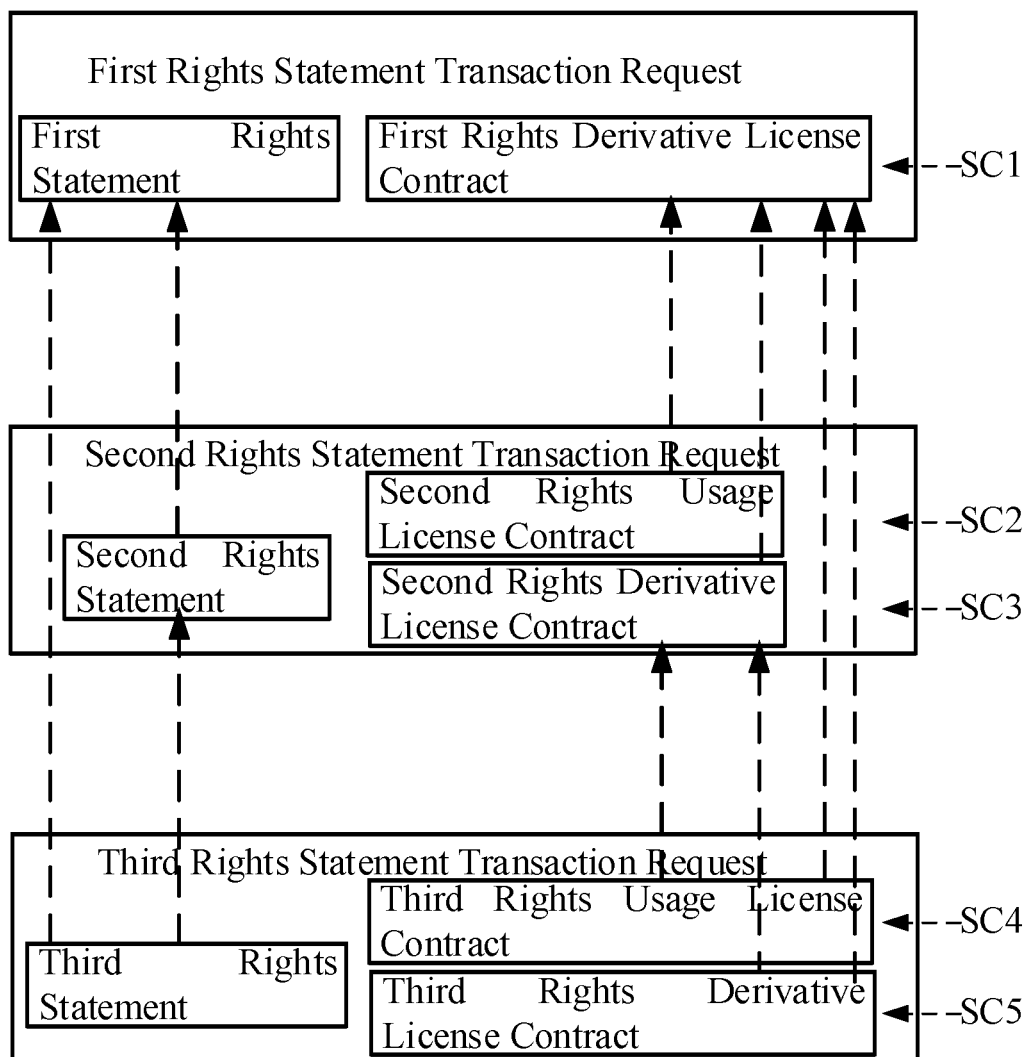 First Rights Statement Transaction Request
First Rights
Statement
First Rights Derivative License
Contract
SC1
Second Rights Statement Transaction Request
Second Rights Usage
License Contract
SC2
Second Rights
Statement
Second Rights Derivative
License Contract
SC3
Third Rights Statement Transaction Request
Third Rights Usage License
Contract
SC4
Third Rights
Statement
Third Rights Derivative
License Contract
SC5